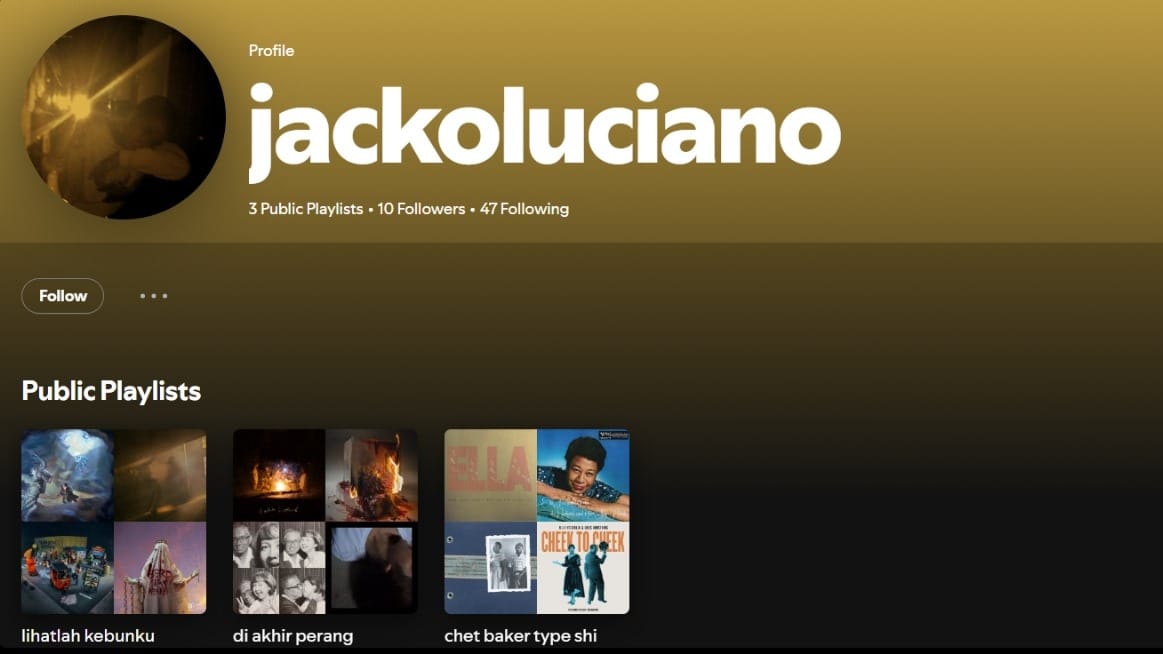 Profile
jackoluciano
3 Public Playlists • 10 Followers • 47 Following
Follow
Public Playlists
ELLA
CHEEK TO CHEEK
lihatlah kebunku
di akhir perang
chet baker type shi